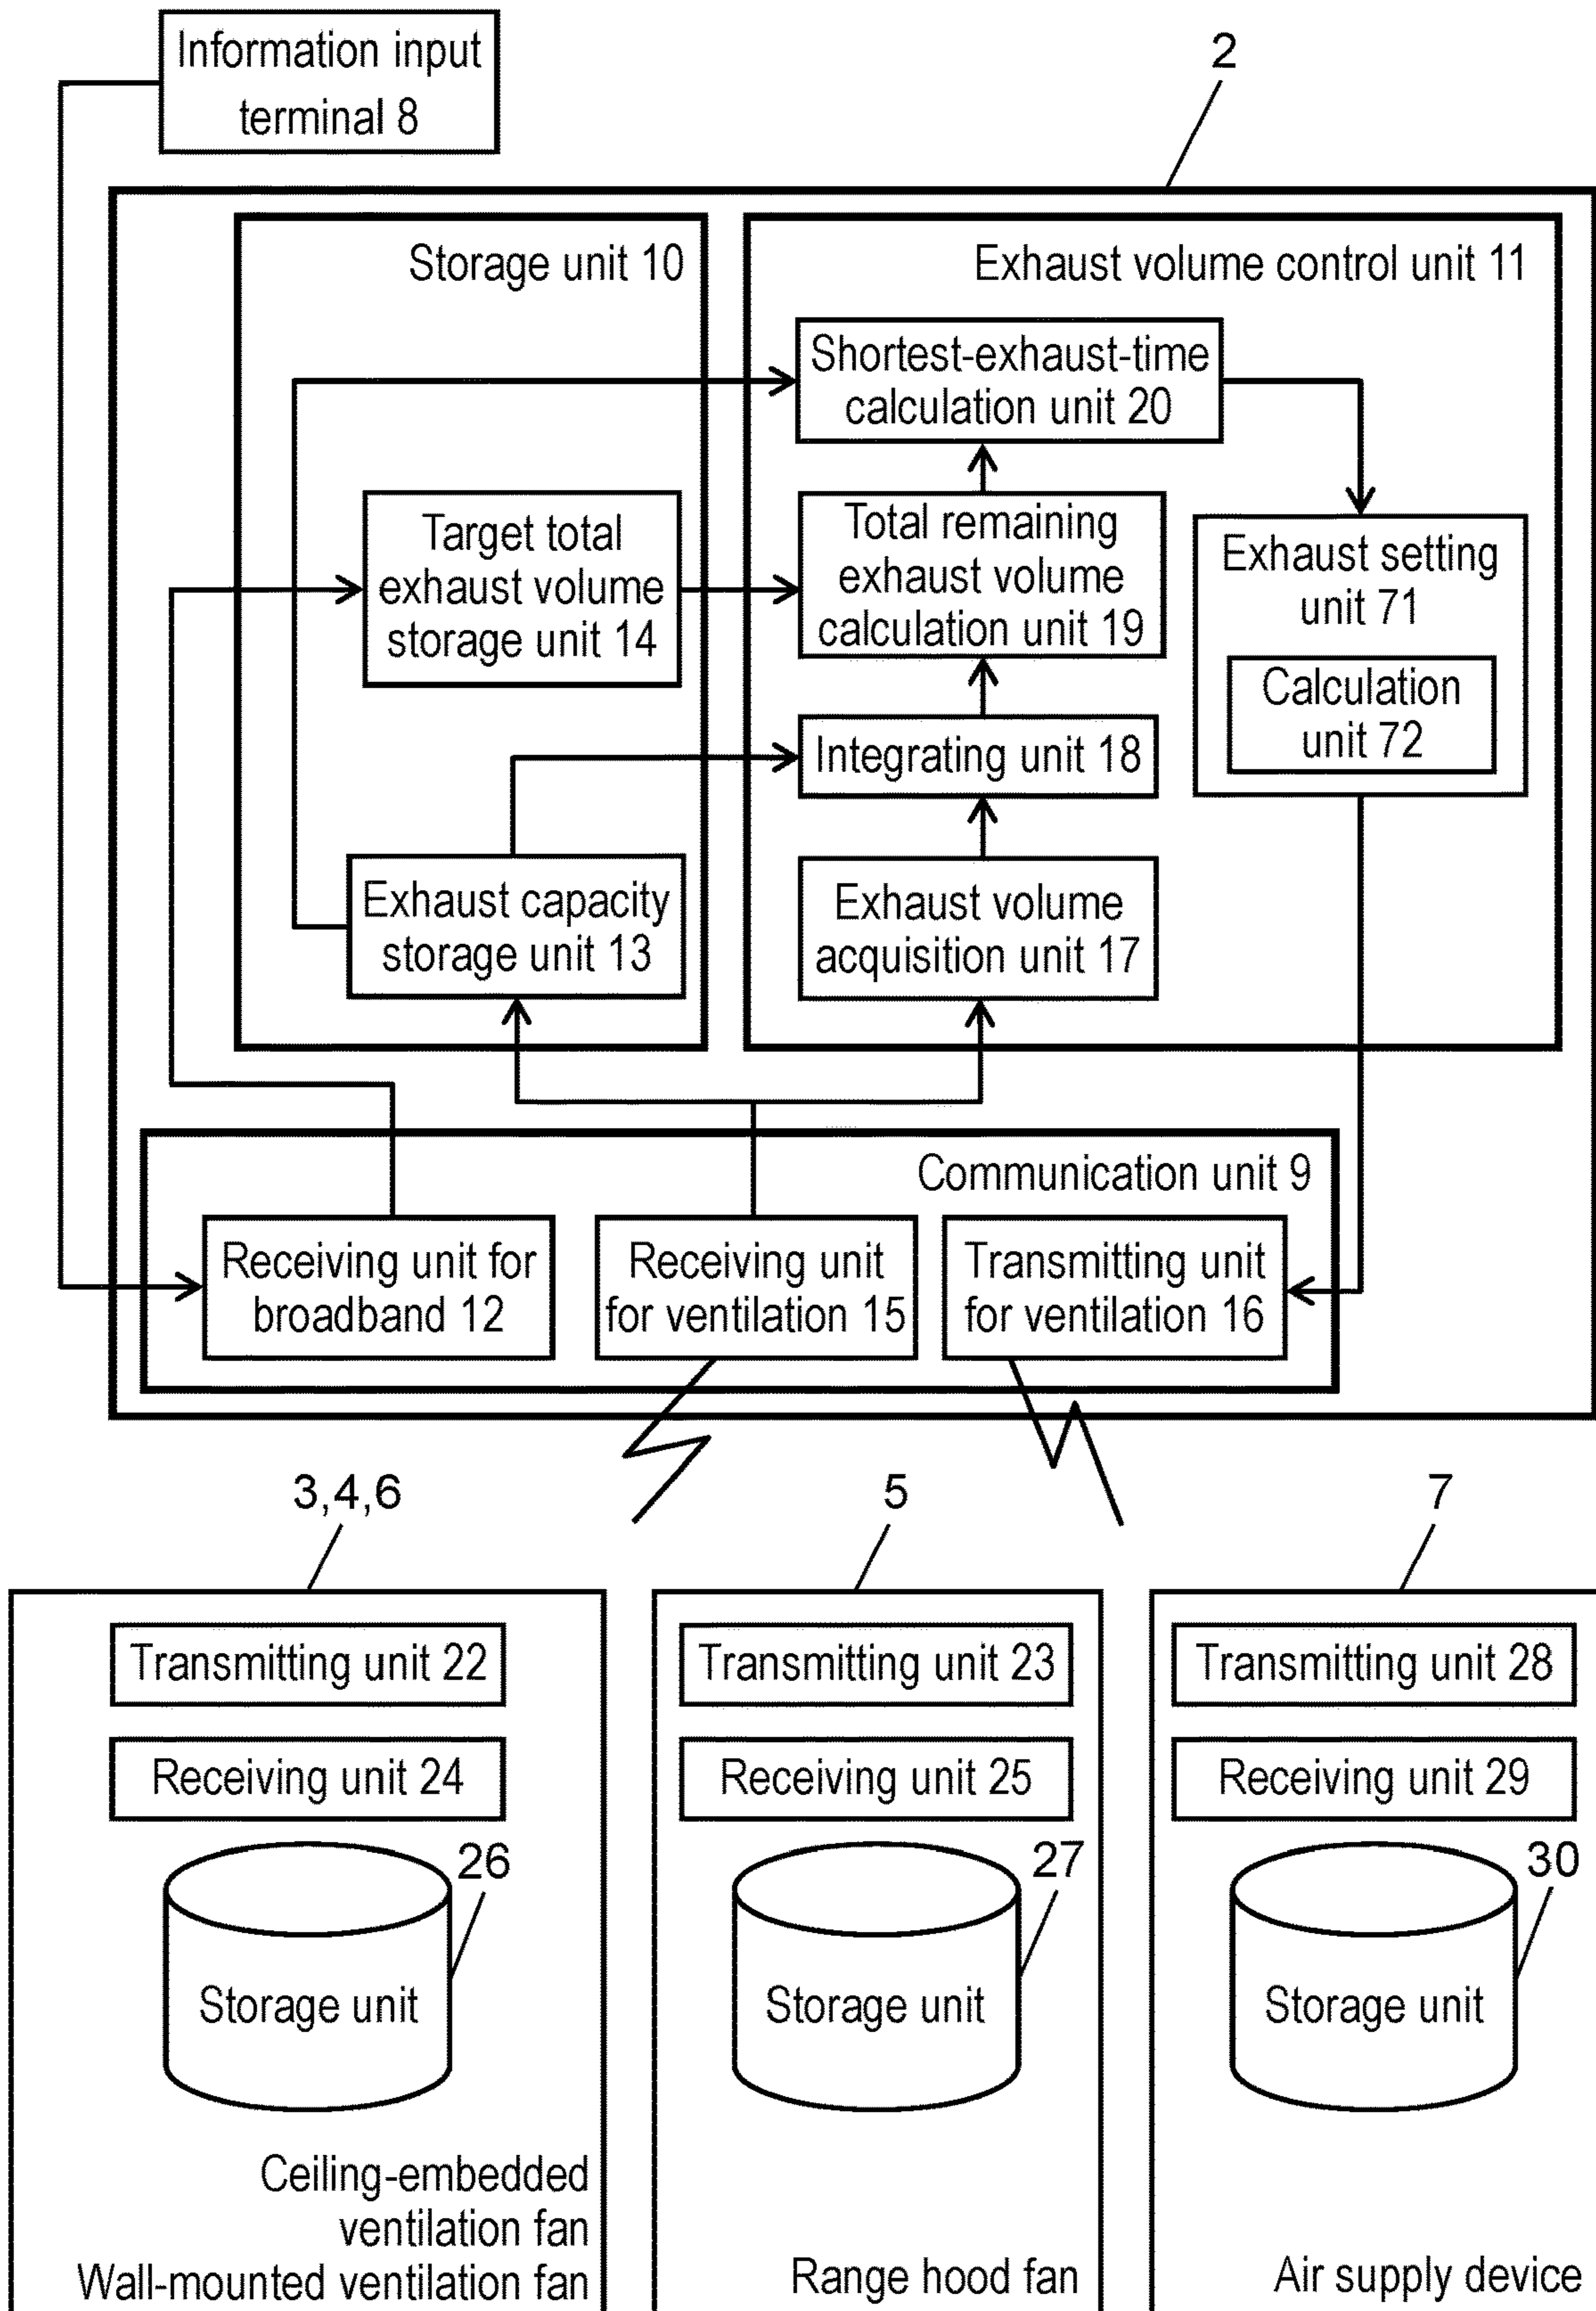 Information input
terminal 8
2
Storage unit 10
Exhaust volume control unit 11
Shortest-exhaust-time
calculation unit 20
Target total
exhaust volume
storage unit 14
Total remaining
exhaust volume
calculation unit 19
Exhaust setting
unit 71
Calculation
unit 72
Integrating unit 18
Exhaust capacity
storage unit 13
Exhaust volume
acquisition unit 17
Communication unit 9
Receiving unit for
broadband 12
Receiving unit
for ventilation 15
Transmitting unit
for ventilation 16
3,4,6
Transmitting unit 22
Receiving unit 24
26
Storage unit
Ceiling-embedded
ventilation fan
Wall-mounted ventilation fan
5
Transmitting unit 23
Receiving unit 25
27
Storage unit
Range hood fan
7
Transmitting unit 28
Receiving unit 29
30
Storage unit
Air supply device